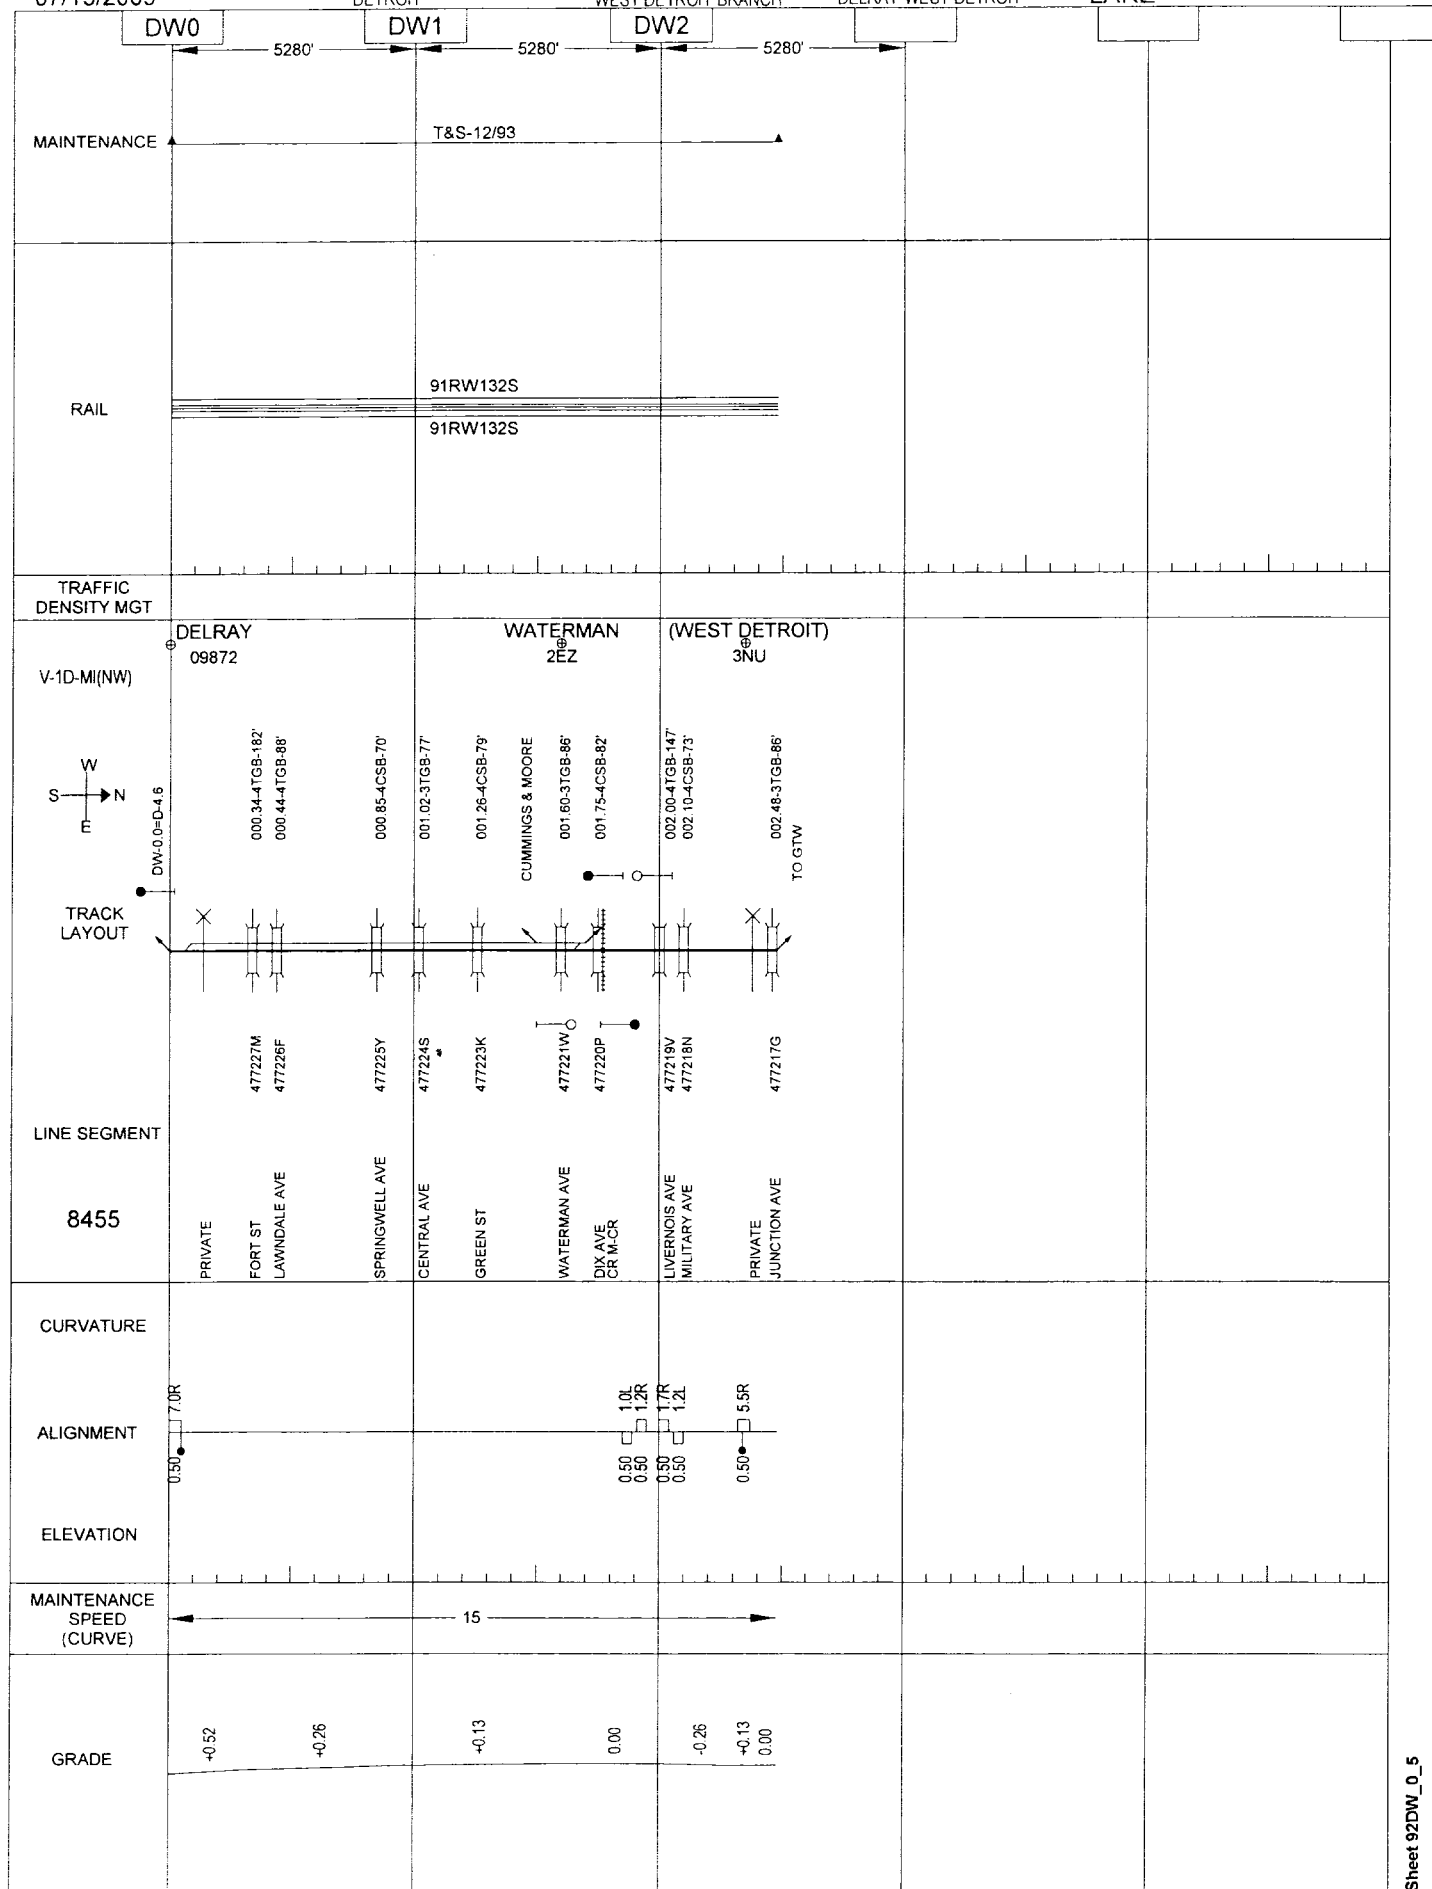 DETROIT WEST DETROIT BRANCH DELRAY-WEST DETROIT
DW0 DW1 DW2
5280' 5280' 5280'
MAINTENANCE
T&S-12/93
RAIL
91RW132S
91RW132S
TRAFFIC
DENSITY MGT
DELRAY WATERMAN (WEST DETROIT)
09872 2EZ 3NU
V-1D-MI(NW)
W
S N
E
DW-0.0=D-4.6
000.34-4TGB-182'
000.44-4TGB-88'
000.85-4CSB-70'
001.02-3TGB-77'
001.26-4CSB-79'
CUMMINGS & MOORE
001.60-3TGB-86'
001.75-4CSB-82'
002.00-4TGB-147'
002.10-4CSB-73'
002.48-3TGB-86'
TO GTW
TRACK
LAYOUT
477227M
477226F
477225Y
477224S
477223K
477221W
477220P
477219V
477218N
477217G
LINE SEGMENT
8455
PRIVATE
FORT ST
LAWNDALE AVE
SPRINGWELL AVE
CENTRAL AVE
GREEN ST
WATERMAN AVE
DIX AVE
CR M-CR
LIVERNOIS AVE
MILITARY AVE
PRIVATE
JUNCTION AVE
CURVATURE
7.0R
1.0L
1.2R
1.7R
1.2L
5.5R
ALIGNMENT
0.50
0.50
0.50
0.50
0.50
0.50
ELEVATION
MAINTENANCE
SPEED
(CURVE)
15
GRADE
+0.52
+0.26
+0.13
0.00
-0.26
+0.13
0.00
Sheet 92DW_0_5